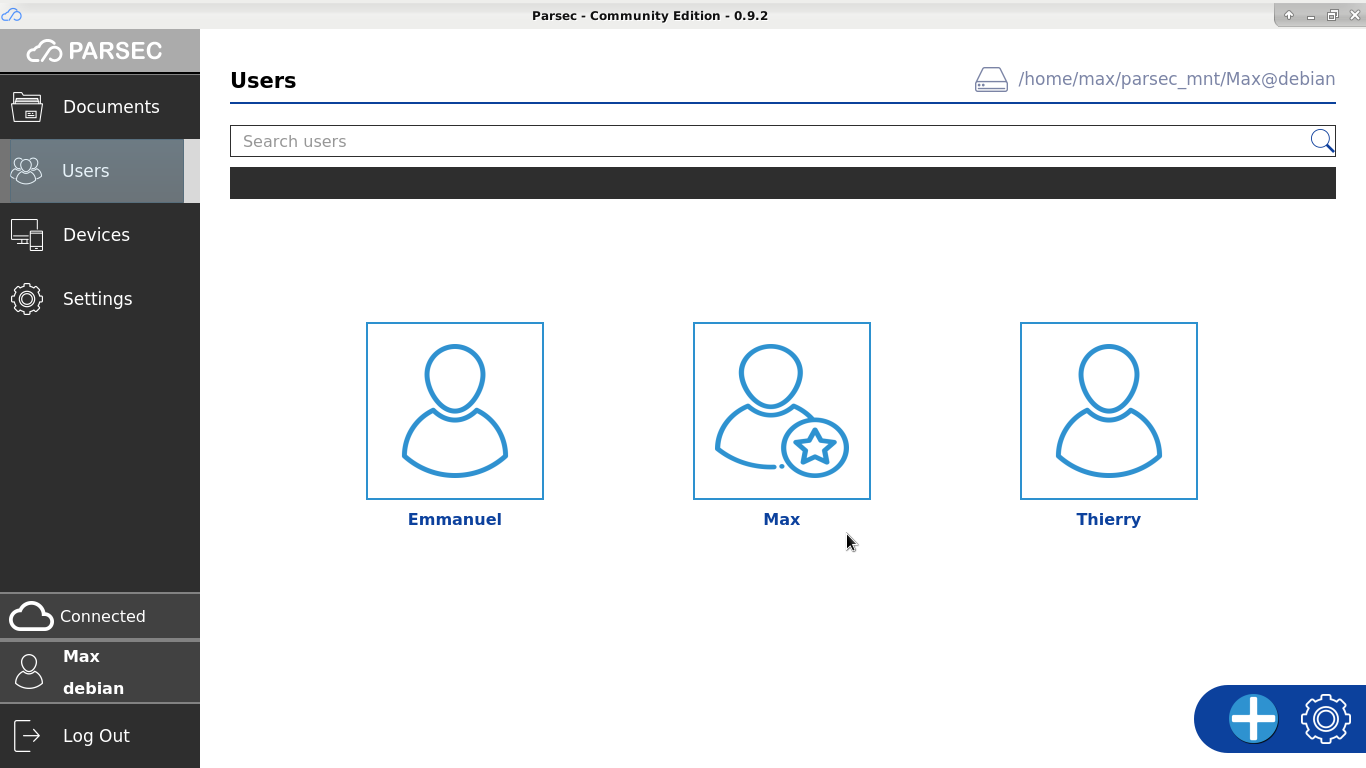 Parsec - Community Edition - 0.9.2
PARSEC
Documents
Users
Devices
Settings
Connected
Max
debian
Log Out
Users
/home/max/parsec_mnt/Max@debian
Search users
Emmanuel
Max
Thierry